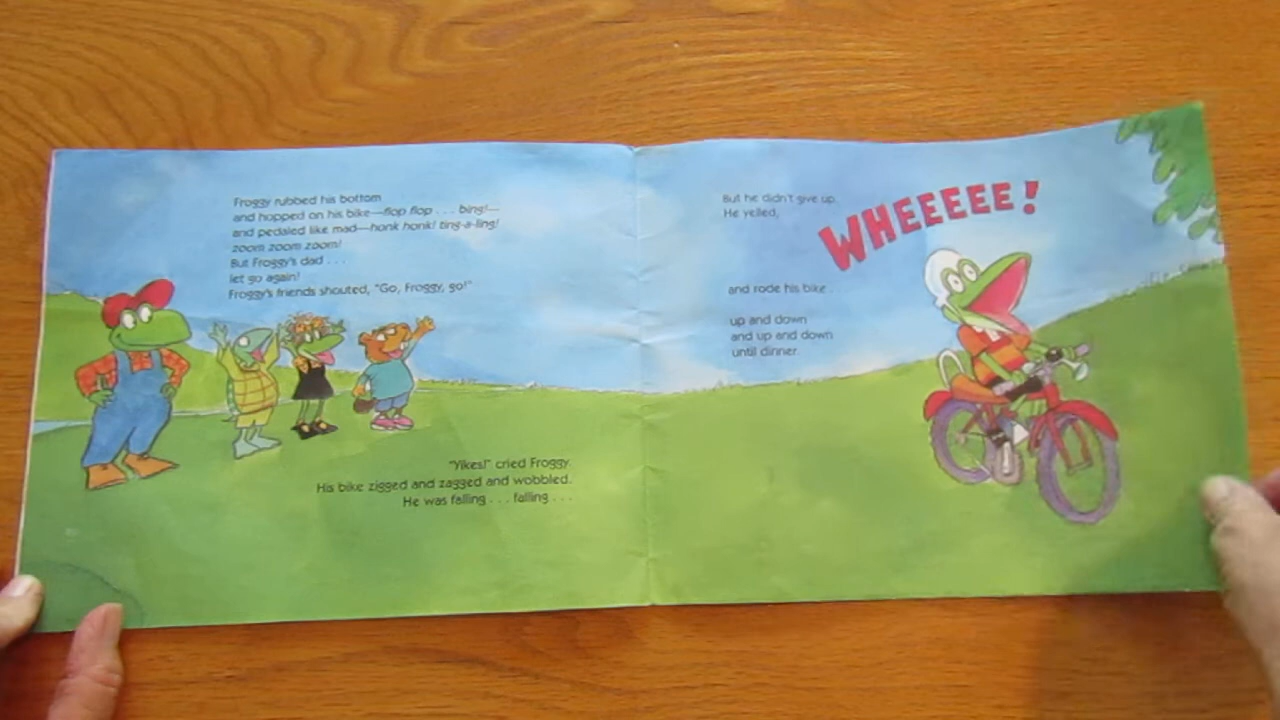 Froggy rubbed his bottom
and hopped on his bike—flop flop . . . bing!—
and pedaled like mad—honk honk! ting-a-ling!
zoom zoom zoom!
But Froggy's dad . . .
let go again!
Froggy's friends shouted, "Go, Froggy, go!"
"Yikes!" cried Froggy.
His bike zigged and zagged and wobbled.
He was falling . . . falling . . .
But he didn't give up.
He yelled,
WHEEEEE!
and rode his bike . . .
up and down
and up and down
until dinner.